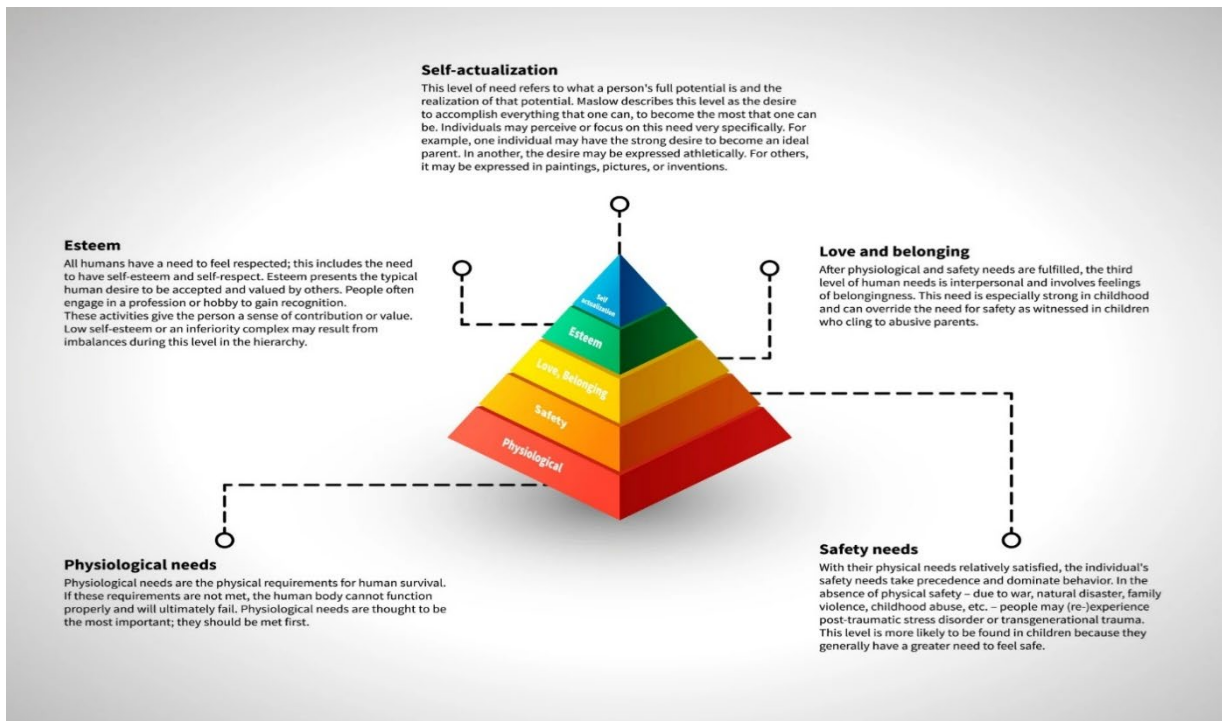 Self-actualization
This level of need refers to what a person's full potential is and the
realization of that potential. Maslow describes this level as the desire
to accomplish everything that one can, to become the most that one can
be. Individuals may perceive or focus on this need very specifically. For
example, one individual may have the strong desire to become an ideal
parent. In another, the desire may be expressed athletically. For others,
it may be expressed in paintings, pictures, or inventions.
Esteem
All humans have a need to feel respected; this includes the need
to have self-esteem and self-respect. Esteem presents the typical
human desire to be accepted and valued by others. People often
engage in a profession or hobby to gain recognition.
These activities give the person a sense of contribution or value.
Low self-esteem or an inferiority complex may result from
imbalances during this level in the hierarchy.
Love and belonging
After physiological and safety needs are fulfilled, the third
level of human needs is interpersonal and involves feelings
of belongingness. This need is especially strong in childhood
and can override the need for safety as witnessed in children
who cling to abusive parents.
Self
actualization
Esteem
Love, Belonging
Safety
Physiological
Physiological needs
Physiological needs are the physical requirements for human survival.
If these requirements are not met, the human body cannot function
properly and will ultimately fail. Physiological needs are thought to be
the most important; they should be met first.
Safety needs
With their physical needs relatively satisfied, the individual's
safety needs take precedence and dominate behavior. In the
absence of physical safety – due to war, natural disaster, family
violence, childhood abuse, etc. – people may (re-)experience
post-traumatic stress disorder or transgenerational trauma.
This level is more likely to be found in children because they
generally have a greater need to feel safe.